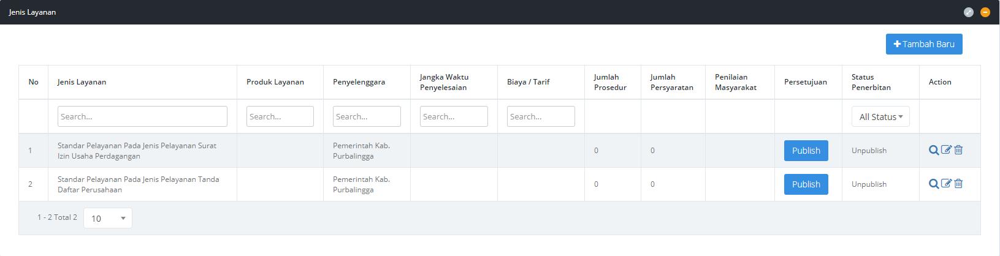 Jenis Layanan
Tambah Baru
No
Jenis Layanan
Produk Layanan
Penyelenggara
Jangka Waktu
Penyelesaian
Biaya / Tarif
Jumlah
Prosedur
Jumlah
Persyaratan
Penilaian
Masyarakat
Persetujuan
Status
Penerbitan
Action
Search...
Search...
Search...
Search...
Search...
All Status
1
Standar Pelayanan Pada Jenis Pelayanan Surat
Izin Usaha Perdagangan
Pemerintah Kab.
Purbalingga
0
0
Publish
Unpublish
2
Standar Pelayanan Pada Jenis Pelayanan Tanda
Daftar Perusahaan
Pemerintah Kab.
Purbalingga
0
0
Publish
Unpublish
1 - 2 Total 2
10